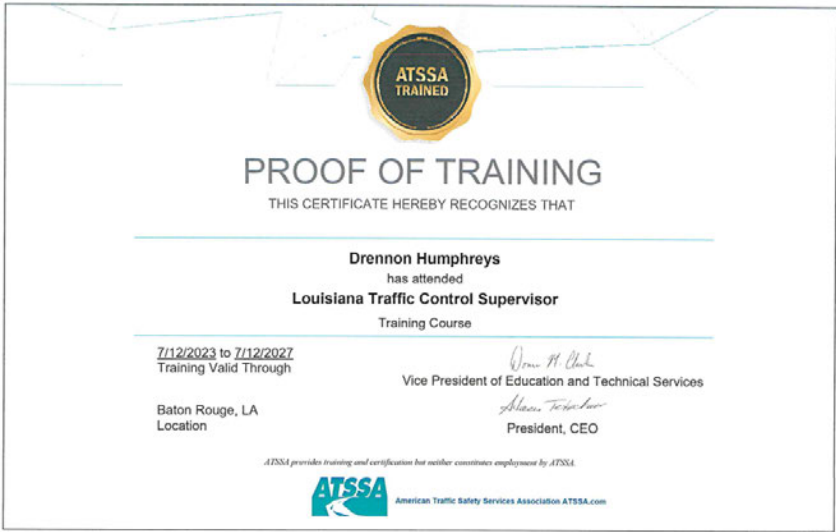 ATSSA
TRAINED
PROOF OF TRAINING
THIS CERTIFICATE HEREBY RECOGNIZES THAT
Drennon Humphreys
has attended
Louisiana Traffic Control Supervisor
Training Course
7/12/2023 to 7/12/2027
Training Valid Through
Vice President of Education and Technical Services
Baton Rouge, LA
Location
President, CEO
ATSSA provides training and certification but neither constitutes employment by ATSSA.
ATSSA
American Traffic Safety Services Association ATSSA.com